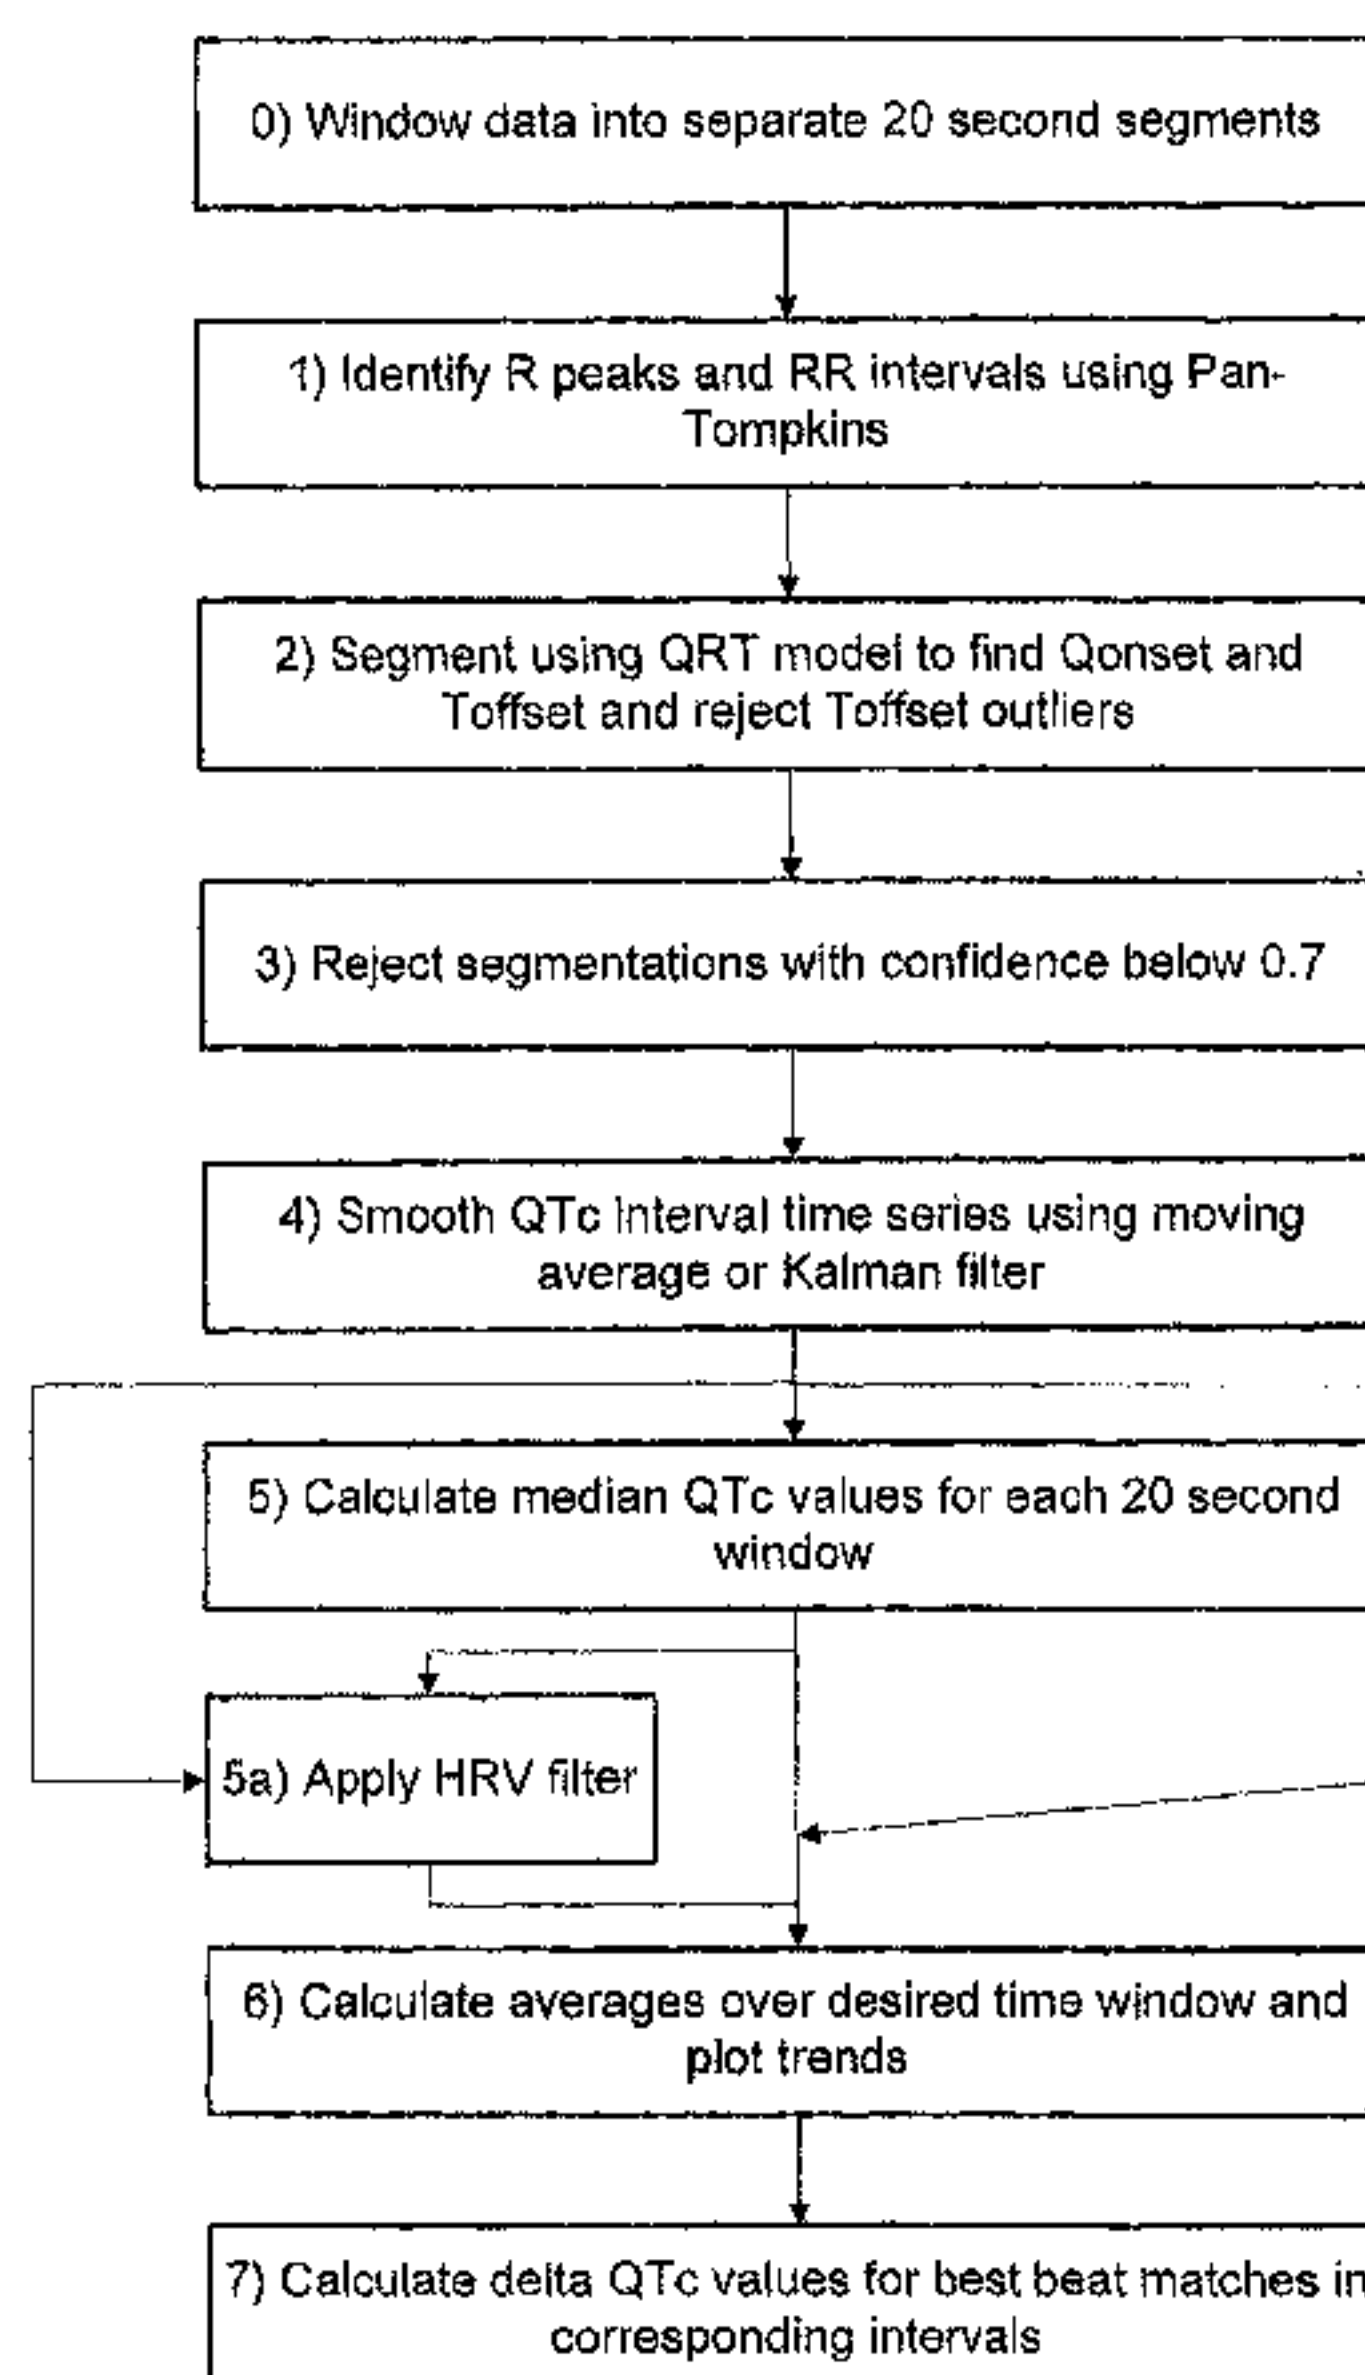 0) Window data into separate 20 second segments
1) Identify R peaks and RR intervals using Pan-
Tompkins
2) Segment using QRT model to find Qonset and
Toffset and reject Toffset outliers
3) Reject segmentations with confidence below 0.7
4) Smooth QTc Interval time series using moving
average or Kalman filter
5) Calculate median QTc values for each 20 second
window
5a) Apply HRV filter
6) Calculate averages over desired time window and
plot trends
7) Calculate delta QTc values for best beat matches in
corresponding intervals